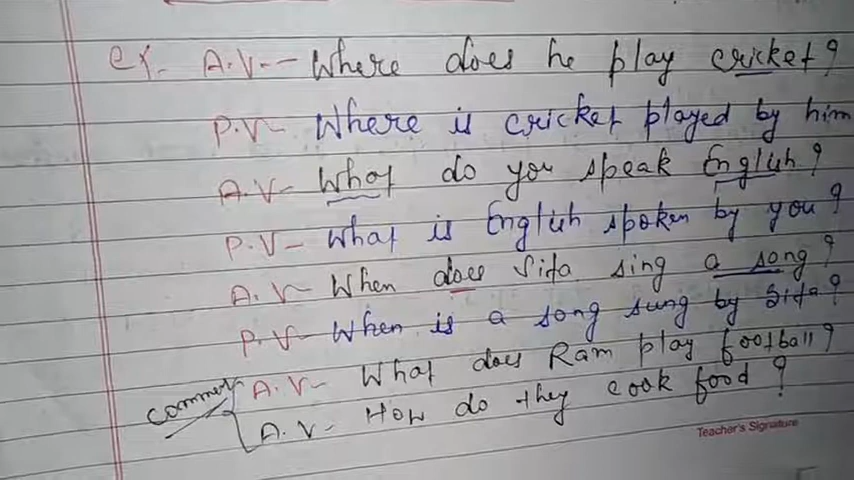 ex. A.V-- Where does he play cricket?
P.V- Where is cricket played by him
A.V- What do you speak English?
P.V- What is English spoken by you?
A.V- When does Sita sing a song?
P.V- When is a song sung by Sita?
A.V- What does Ram play football?
comment A.V- How do they cook food?
Teacher's Signature